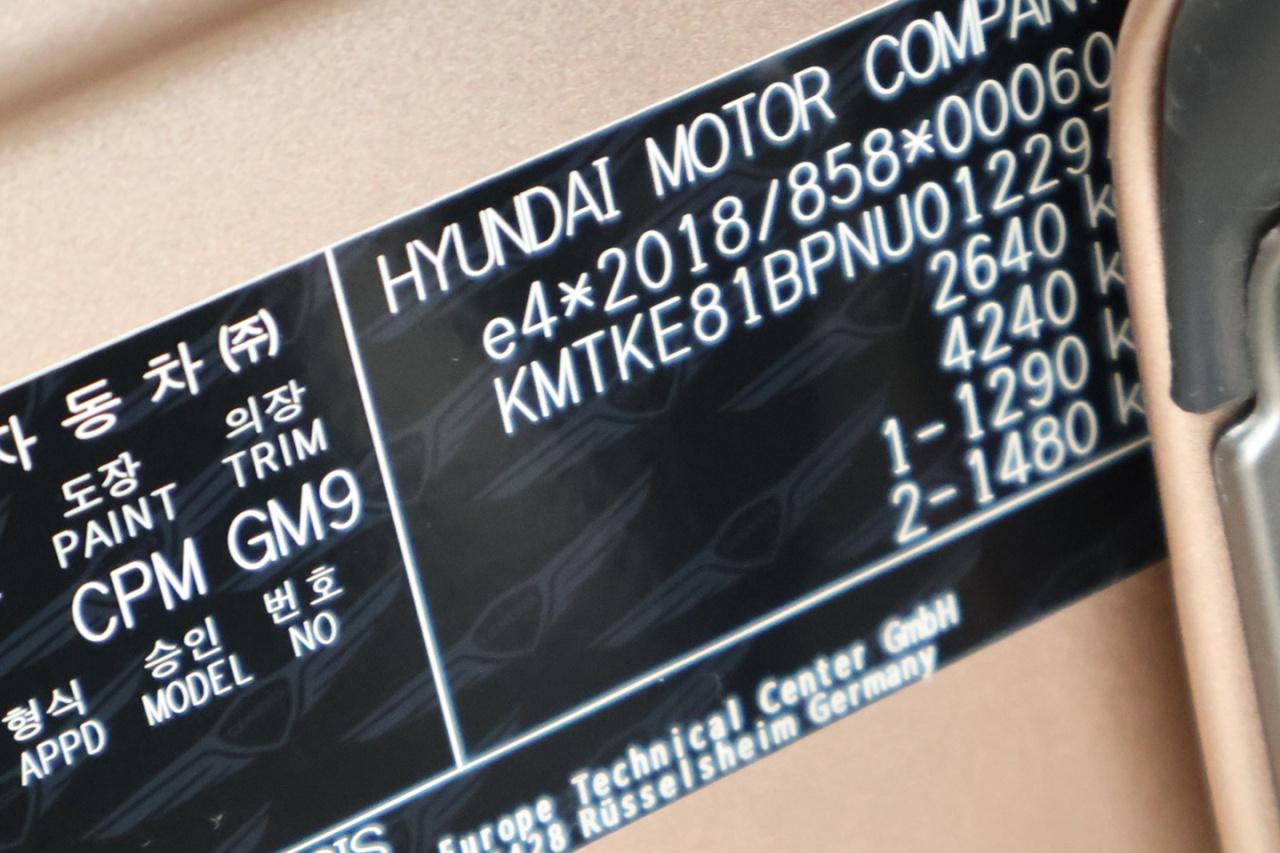 자동차 ㈜
도장 의장
PAINT TRIM
CPM GM9
형식 승인 번호
APPD MODEL NO
HYUNDAI MOTOR COMPANY
e4*2018/858*00060
KMTKE81BPNU01229
2640 k
4240 k
1-1290 k
2-1480 k
Europe Technical Center GmbH
Rüsselsheim Germany